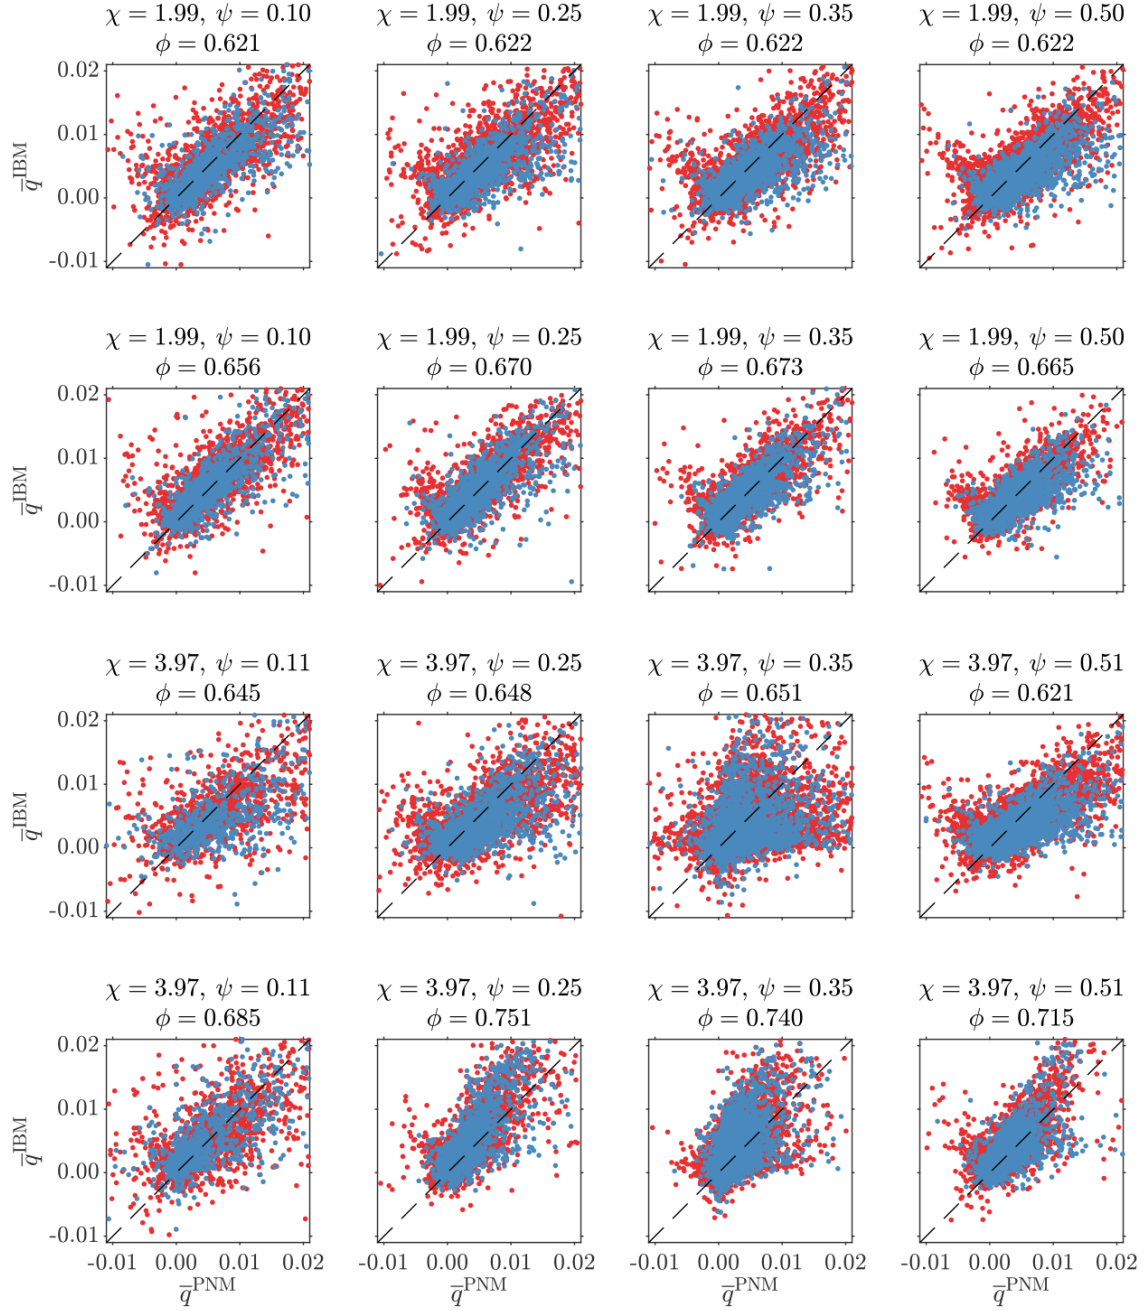 χ = 1.99, ψ = 0.10 χ = 1.99, ψ = 0.25 χ = 1.99, ψ = 0.35 χ = 1.99, ψ = 0.50
ϕ = 0.621 ϕ = 0.622 ϕ = 0.622 ϕ = 0.622
0.02
0.01
q̅^IBM
0.00
-0.01
χ = 1.99, ψ = 0.10 χ = 1.99, ψ = 0.25 χ = 1.99, ψ = 0.35 χ = 1.99, ψ = 0.50
ϕ = 0.656 ϕ = 0.670 ϕ = 0.673 ϕ = 0.665
0.02
0.01
q̅^IBM
0.00
-0.01
χ = 3.97, ψ = 0.11 χ = 3.97, ψ = 0.25 χ = 3.97, ψ = 0.35 χ = 3.97, ψ = 0.51
ϕ = 0.645 ϕ = 0.648 ϕ = 0.651 ϕ = 0.621
0.02
0.01
q̅^IBM
0.00
-0.01
χ = 3.97, ψ = 0.11 χ = 3.97, ψ = 0.25 χ = 3.97, ψ = 0.35 χ = 3.97, ψ = 0.51
ϕ = 0.685 ϕ = 0.751 ϕ = 0.740 ϕ = 0.715
0.02
0.01
q̅^IBM
0.00
-0.01
-0.01 0.00 0.01 0.02 0.00 0.01 0.02 0.00 0.01 0.02 0.00 0.01 0.02
q̅^PNM q̅^PNM q̅^PNM q̅^PNM